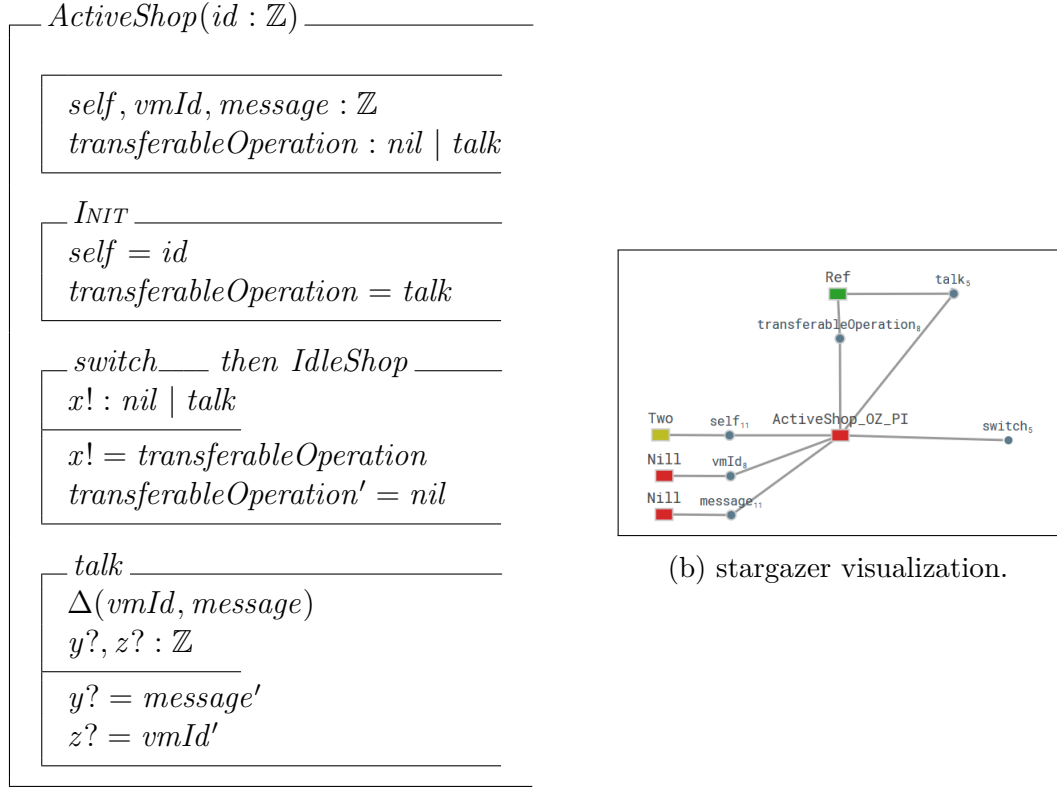 ActiveShop(id : ℤ)
self, vmId, message : ℤ
transferableOperation : nil | talk
INIT
self = id
transferableOperation = talk
switch then IdleShop
x! : nil | talk
x! = transferableOperation
transferableOperation′ = nil
talk
Δ(vmId, message)
y?, z? : ℤ
y? = message′
z? = vmId′
Ref
talk₅
transferableOperation₈
Two
self₁₁
ActiveShop_OZ_PI
switch₅
Nill
vmId₈
Nill
message₁₁
(b) stargazer visualization.